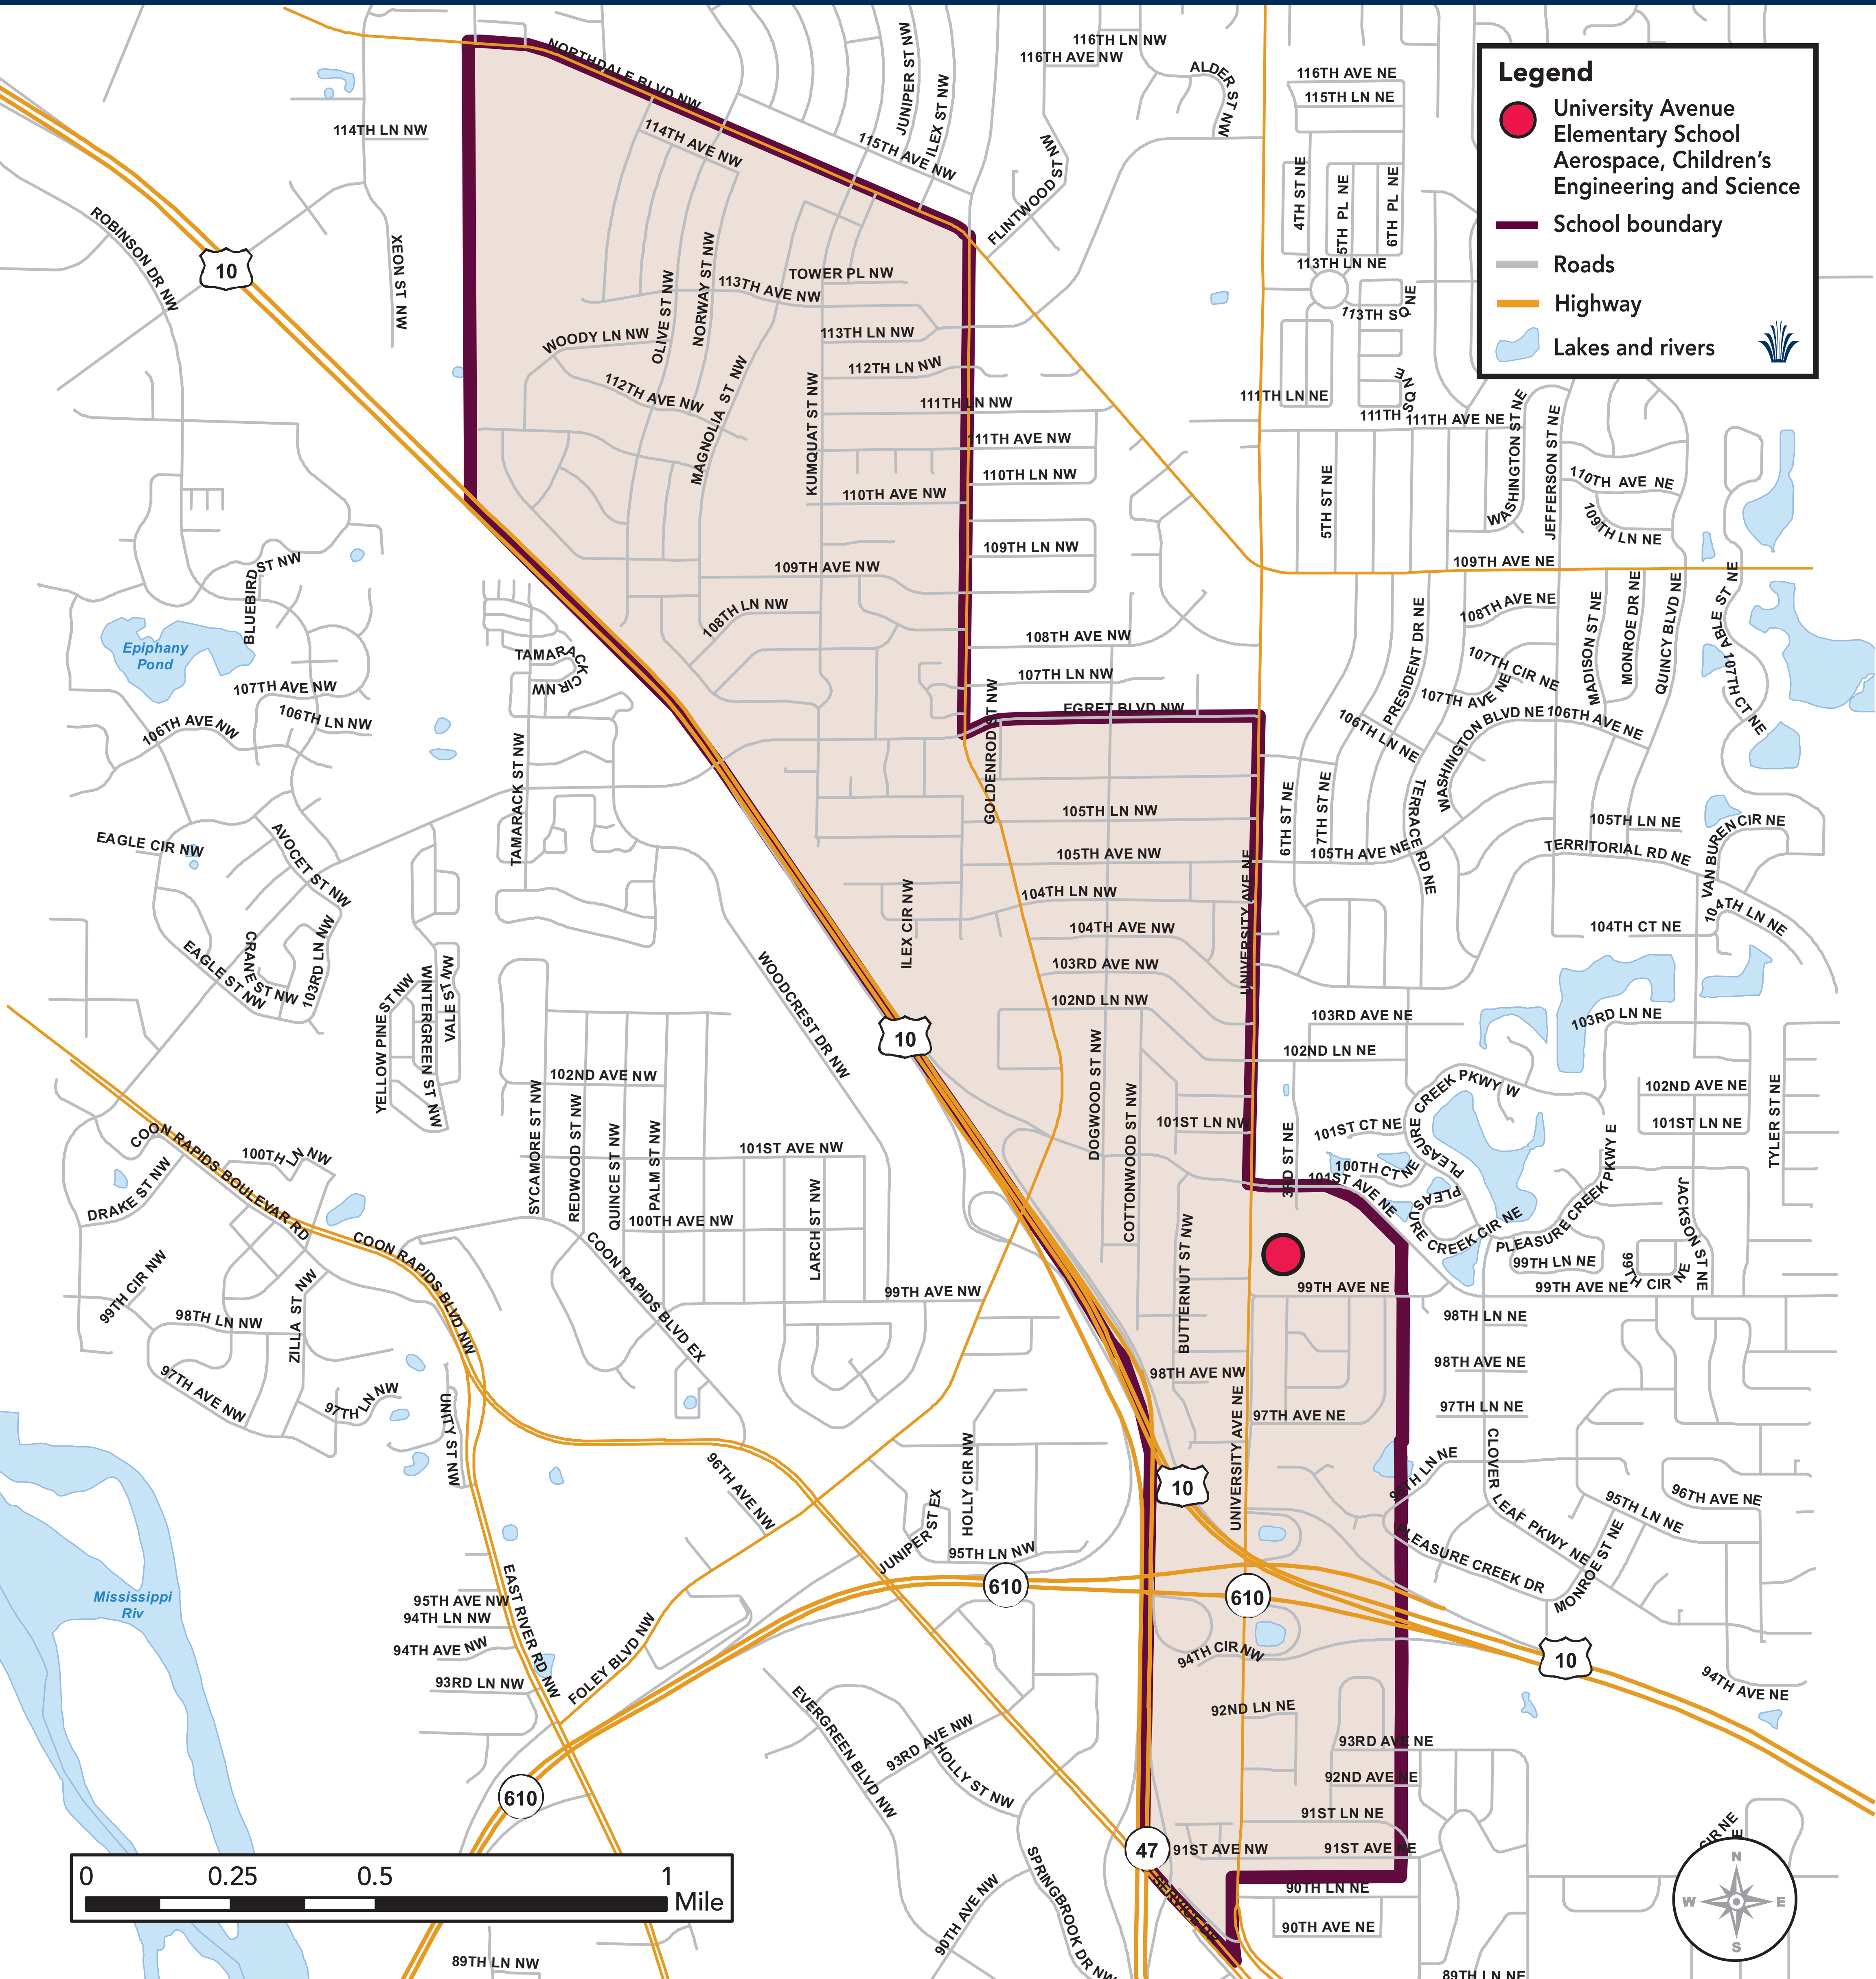 Legend
University Avenue
Elementary School
Aerospace, Children's
Engineering and Science
School boundary
Roads
Highway
Lakes and rivers
116TH LN NW
116TH AVE NW
ALDER ST NW
NORTHDALE BLVD NW
JUNIPER ST NW
ILEX ST NW
116TH AVE NE
115TH LN NE
114TH LN NW
114TH AVE NW
115TH AVE NW
FLINTWOOD ST NW
4TH ST NE
5TH PL NE
6TH PL NE
ROBINSON DR NW
10
XEON ST NW
TOWER PL NW
113TH AVE NW
113TH LN NE
113TH SQ NE
OLIVE ST NW
NORWAY ST NW
WOODY LN NW
113TH LN NW
112TH LN NW
112TH AVE NW
MAGNOLIA ST NW
KUMQUAT ST NW
111TH LN NW
111TH LN NE
111TH SQ NE
111TH AVE NE
WASHINGTON ST NE
JEFFERSON ST NE
111TH AVE NW
110TH LN NW
110TH AVE NW
5TH ST NE
110TH AVE NE
109TH LN NE
109TH LN NW
109TH AVE NW
109TH AVE NE
BLUEBIRD ST NW
108TH LN NW
108TH AVE NW
108TH AVE NE
PRESIDENT DR NE
MADISON ST NE
MONROE DR NE
QUINCY BLVD NE
ABLE ST NE
107TH CT NE
Epiphany
Pond
TAMARACK CIR NW
107TH LN NW
107TH CIR NE
107TH AVE NE
107TH AVE NW
106TH LN NW
106TH AVE NW
EGRET BLVD NW
106TH LN NE
WASHINGTON BLVD NE
106TH AVE NE
TAMARACK ST NW
GOLDENROD ST NW
105TH LN NW
6TH ST NE
7TH ST NE
TERRACE RD NE
105TH LN NE
VAN BUREN CIR NE
EAGLE CIR NW
AVOCET ST NW
105TH AVE NW
105TH AVE NE
TERRITORIAL RD NE
ILEX CIR NW
104TH LN NW
UNIVERSITY AVE NE
104TH LN NE
104TH AVE NW
104TH CT NE
CRANE ST NW
EAGLE ST NW
103RD LN NW
YELLOW PINE ST NW
WINTERGREEN ST NW
VALE ST NW
WOODCREST DR NW
103RD AVE NW
102ND LN NW
103RD AVE NE
103RD LN NE
10
102ND LN NE
102ND AVE NW
SYCAMORE ST NW
REDWOOD ST NW
QUINCE ST NW
PALM ST NW
DOGWOOD ST NW
COTTONWOOD ST NW
PLEASURE CREEK PKWY W
102ND AVE NE
TYLER ST NE
101ST LN NW
101ST CT NE
101ST LN NE
COON RAPIDS BOULEVAR RD
100TH LN NW
101ST AVE NW
3RD ST NE
100TH CT NE
101ST AVE NE
PLEASURE CREEK CIR NE
PLEASURE CREEK PKWY E
JACKSON ST NE
DRAKE ST NW
LARCH ST NW
100TH AVE NW
BUTTERNUT ST NW
COON RAPIDS BLVD NW
COON RAPIDS BLVD EX
99TH CIR NW
99TH LN NE
99TH CIR NE
99TH AVE NW
99TH AVE NE
99TH AVE NE
98TH LN NW
ZILLA ST NW
98TH LN NE
98TH AVE NW
98TH AVE NE
97TH AVE NW
97TH LN NW
UNITY ST NW
UNIVERSITY AVE NE
97TH AVE NE
97TH LN NE
CLOVER LEAF PKWY NE
96TH AVE NW
HOLLY CIR NW
10
96TH AVE NE
95TH LN NE
JUNIPER ST EX
95TH LN NW
PLEASURE CREEK DR
MONROE ST NE
610
610
Mississippi
Riv
EAST RIVER RD NW
95TH AVE NW
94TH LN NW
94TH AVE NW
FOLEY BLVD NW
94TH CIR NW
10
93RD LN NW
94TH AVE NE
EVERGREEN BLVD NW
93RD AVE NW
HOLLY ST NW
92ND LN NE
93RD AVE NE
92ND AVE NE
610
91ST LN NE
47
91ST AVE NW
91ST AVE NE
CIR NE
SERVICE DR
90TH LN NE
90TH AVE NE
90TH AVE NW
SPRINGBROOK DR NW
89TH LN NW
89TH LN NE
0 0.25 0.5 1
Mile
N
W E
S